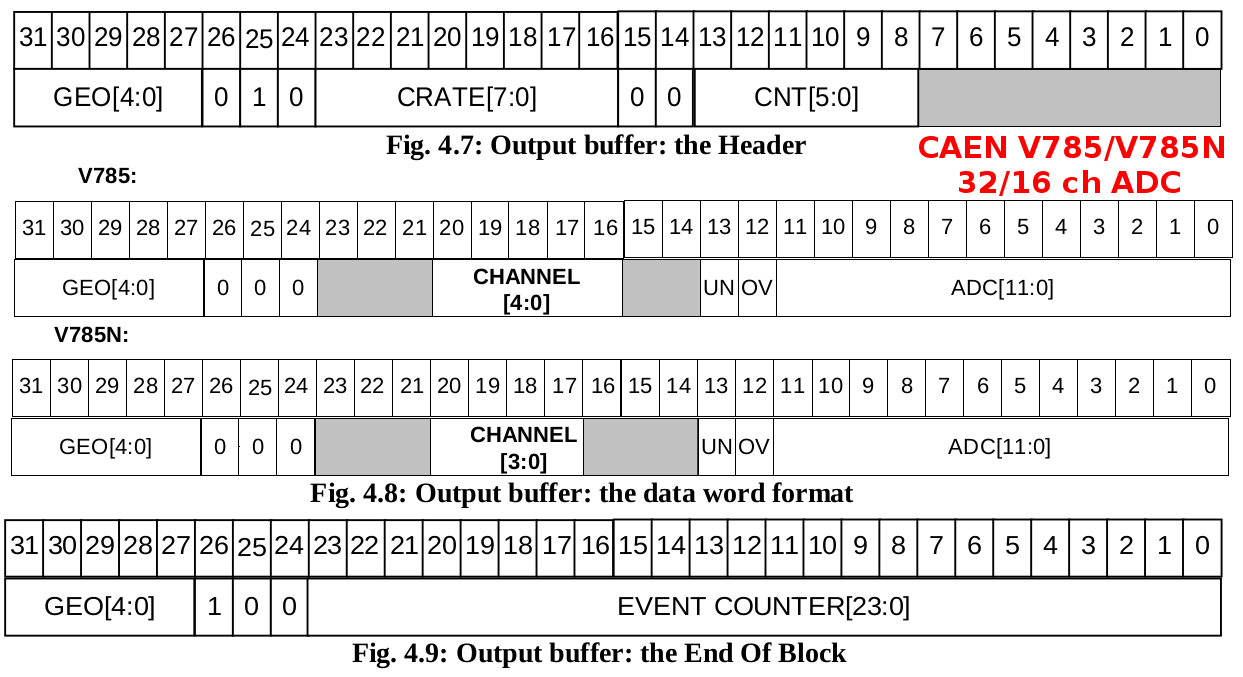 31 30 29 28 27 26 25 24 23 22 21 20 19 18 17 16 15 14 13 12 11 10 9 8 7 6 5 4 3 2 1 0
GEO[4:0] 0 1 0 CRATE[7:0] 0 0 CNT[5:0]
Fig. 4.7: Output buffer: the Header
CAEN V785/V785N
32/16 ch ADC
V785:
31 30 29 28 27 26 25 24 23 22 21 20 19 18 17 16 15 14 13 12 11 10 9 8 7 6 5 4 3 2 1 0
GEO[4:0] 0 0 0 CHANNEL [4:0] UN OV ADC[11:0]
V785N:
31 30 29 28 27 26 25 24 23 22 21 20 19 18 17 16 15 14 13 12 11 10 9 8 7 6 5 4 3 2 1 0
GEO[4:0] 0 0 0 CHANNEL [3:0] UN OV ADC[11:0]
Fig. 4.8: Output buffer: the data word format
31 30 29 28 27 26 25 24 23 22 21 20 19 18 17 16 15 14 13 12 11 10 9 8 7 6 5 4 3 2 1 0
GEO[4:0] 1 0 0 EVENT COUNTER[23:0]
Fig. 4.9: Output buffer: the End Of Block